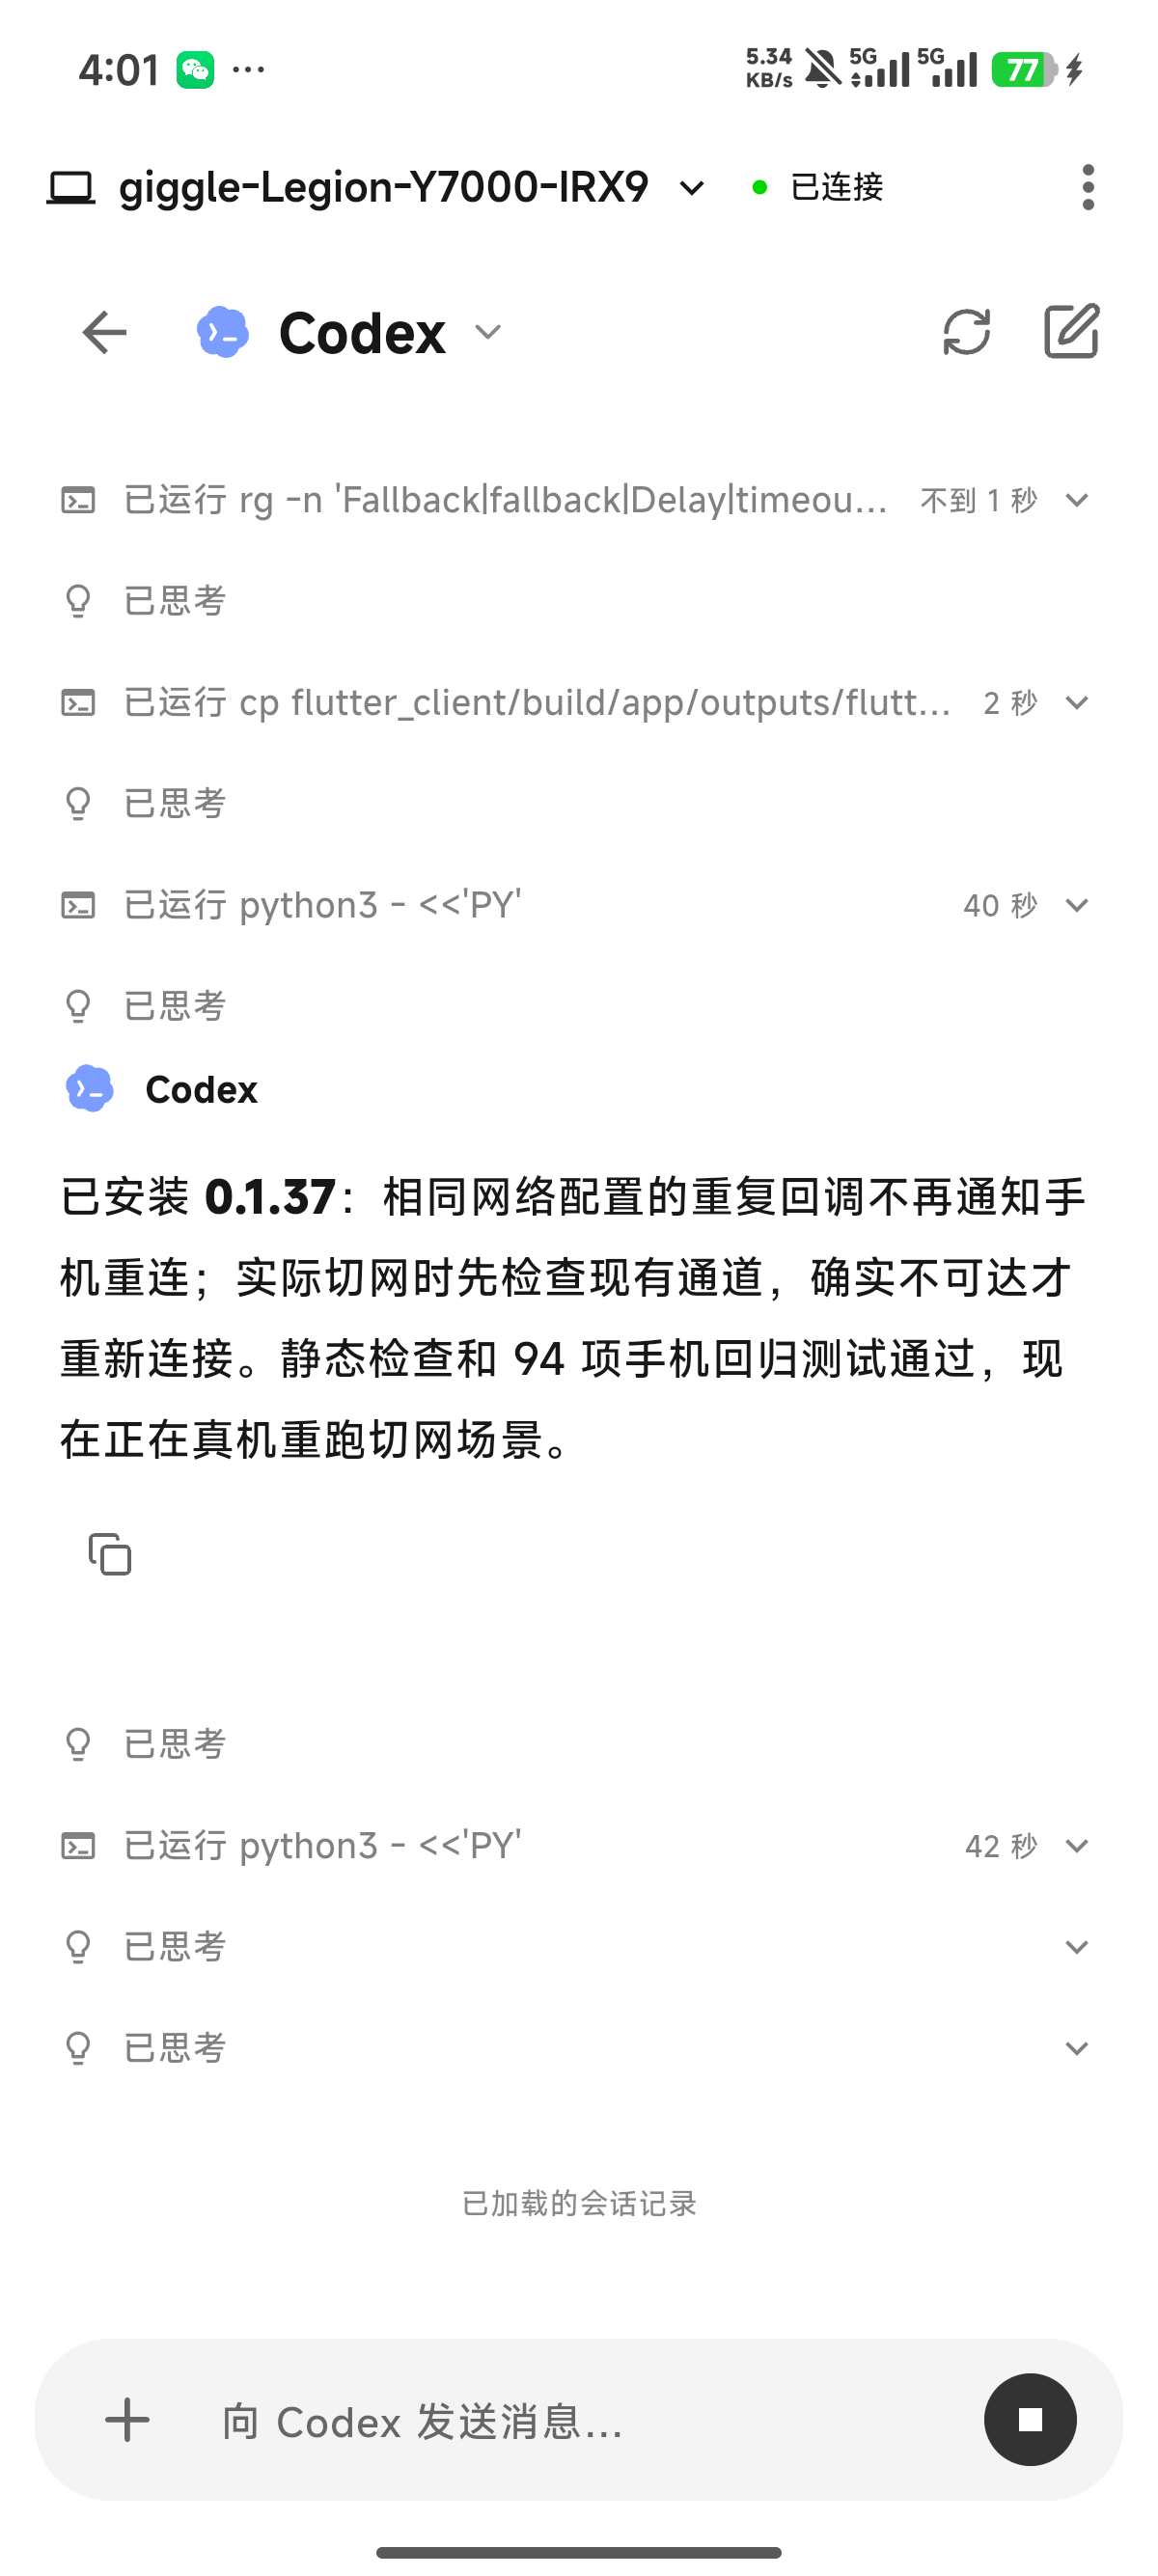 4:01 ... 5.34 KB/s 5G 5G 77
giggle-Legion-Y7000-IRX9 已连接
Codex
已运行 rg -n 'Fallback|fallback|Delay|timeou... 不到 1 秒
已思考
已运行 cp flutter_client/build/app/outputs/flutt... 2 秒
已思考
已运行 python3 - <<'PY' 40 秒
已思考
Codex
已安装 0.1.37：相同网络配置的重复回调不再通知手
机重连；实际切网时先检查现有通道，确实不可达才
重新连接。静态检查和 94 项手机回归测试通过，现
在正在真机重跑切网场景。
已思考
已运行 python3 - <<'PY' 42 秒
已思考
已思考
已加载的会话记录
向 Codex 发送消息...